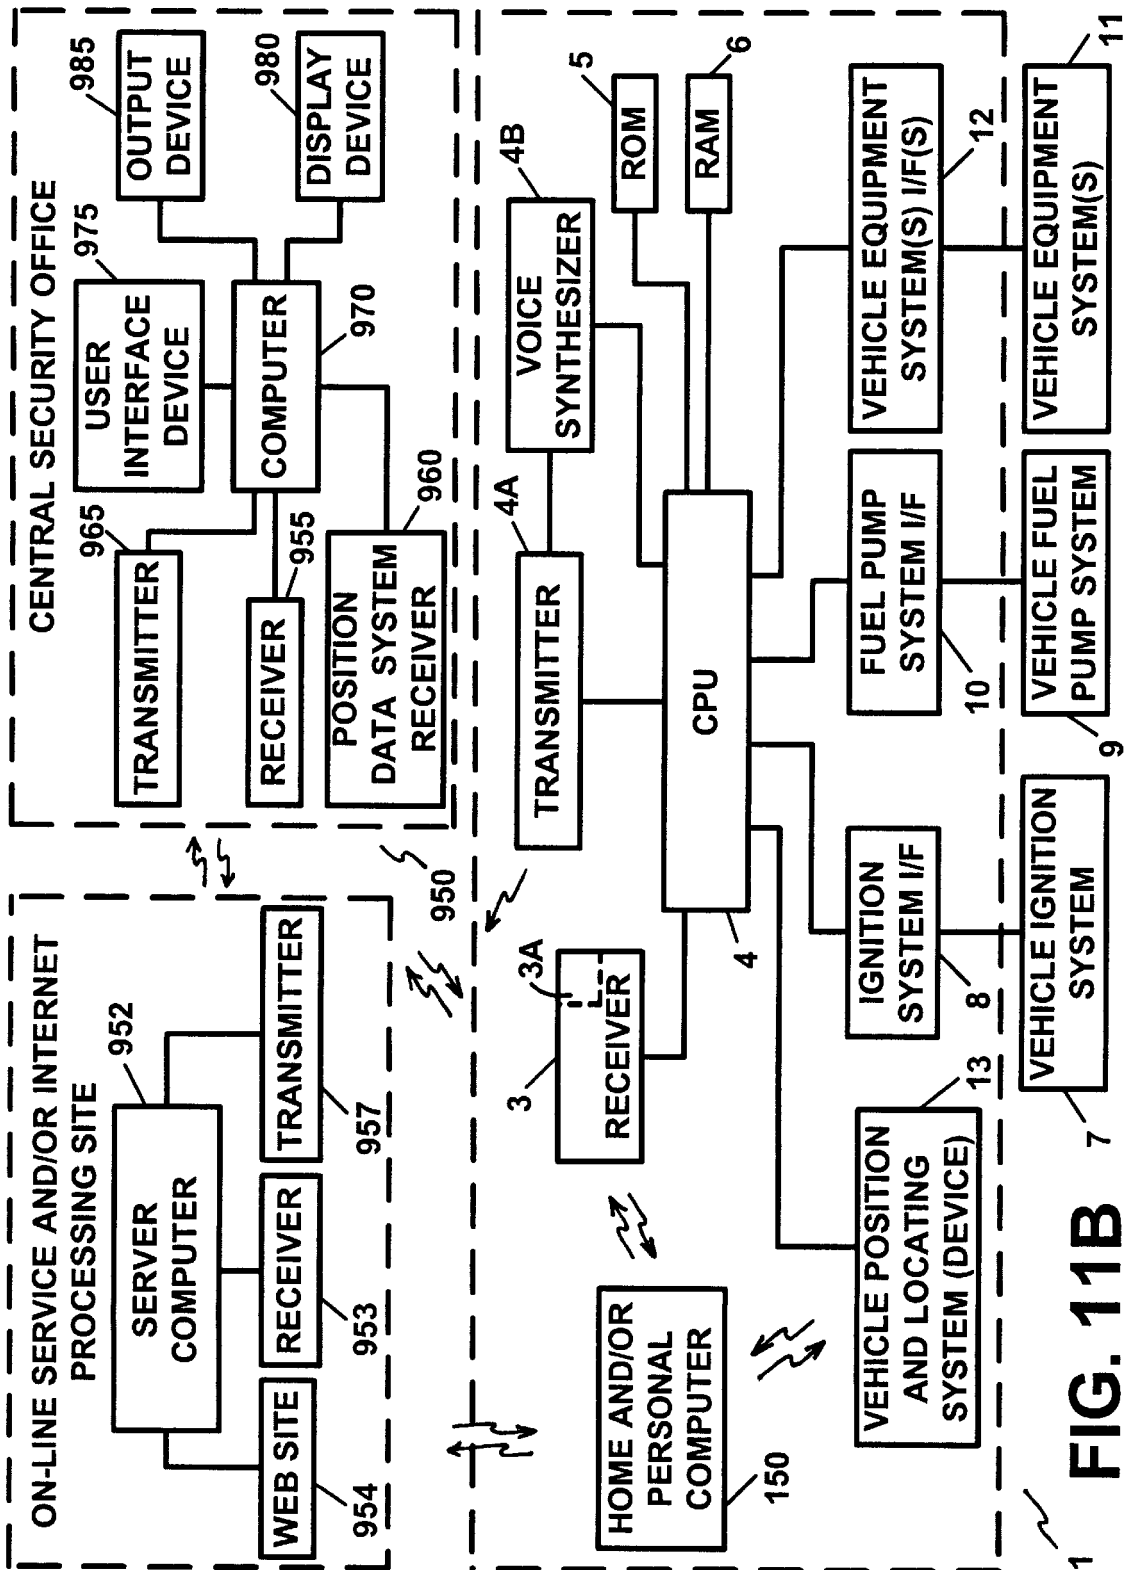 ON-LINE SERVICE AND/OR INTERNET
PROCESSING SITE
SERVER
COMPUTER
952
WEB SITE
954
RECEIVER
953
TRANSMITTER
957
CENTRAL SECURITY OFFICE
950
TRANSMITTER
965
RECEIVER
955
POSITION
DATA SYSTEM
RECEIVER
960
USER
INTERFACE
DEVICE
975
COMPUTER
970
OUTPUT
DEVICE
985
DISPLAY
DEVICE
980
HOME AND/OR
PERSONAL
COMPUTER
150
3
3A
RECEIVER
TRANSMITTER
4A
VOICE
SYNTHESIZER
4B
ROM
5
RAM
6
CPU
4
VEHICLE POSITION
AND LOCATING
SYSTEM (DEVICE)
13
IGNITION
SYSTEM I/F
8
FUEL PUMP
SYSTEM I/F
10
VEHICLE EQUIPMENT
SYSTEM(S) I/F(S)
12
VEHICLE IGNITION
SYSTEM
7
VEHICLE FUEL
PUMP SYSTEM
9
VEHICLE EQUIPMENT
SYSTEM(S)
11
1
FIG. 11B